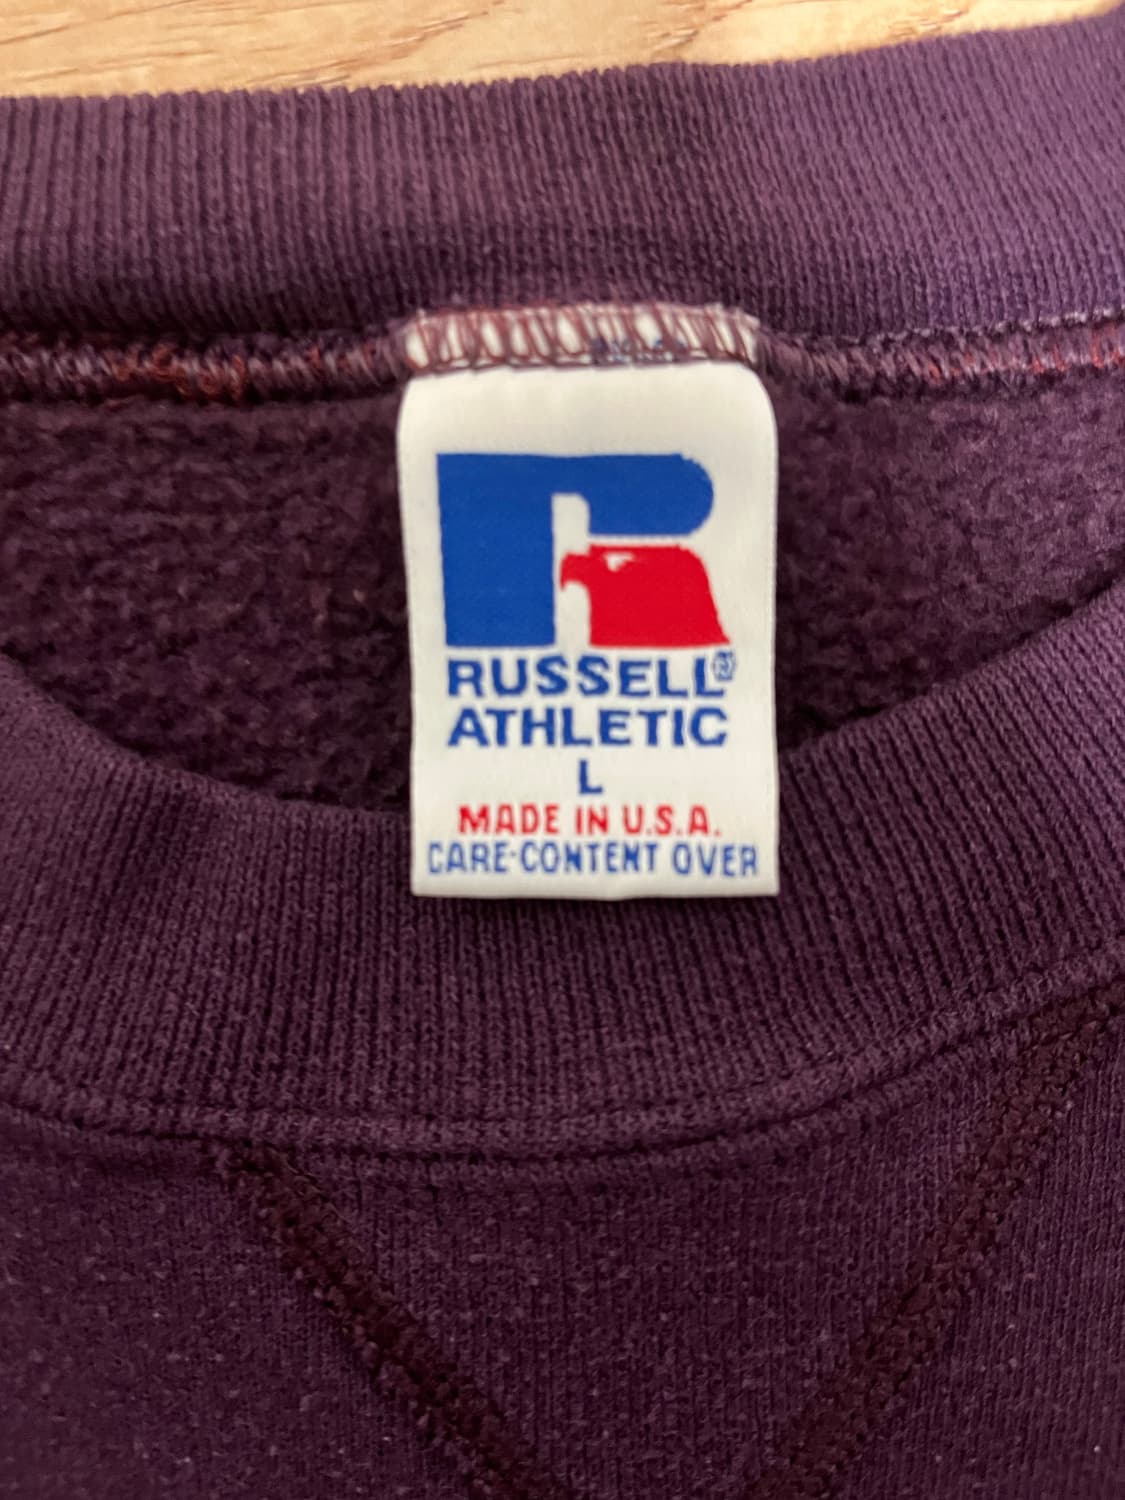 RUSSELL®
ATHLETIC
L
MADE IN U.S.A.
CARE-CONTENT OVER